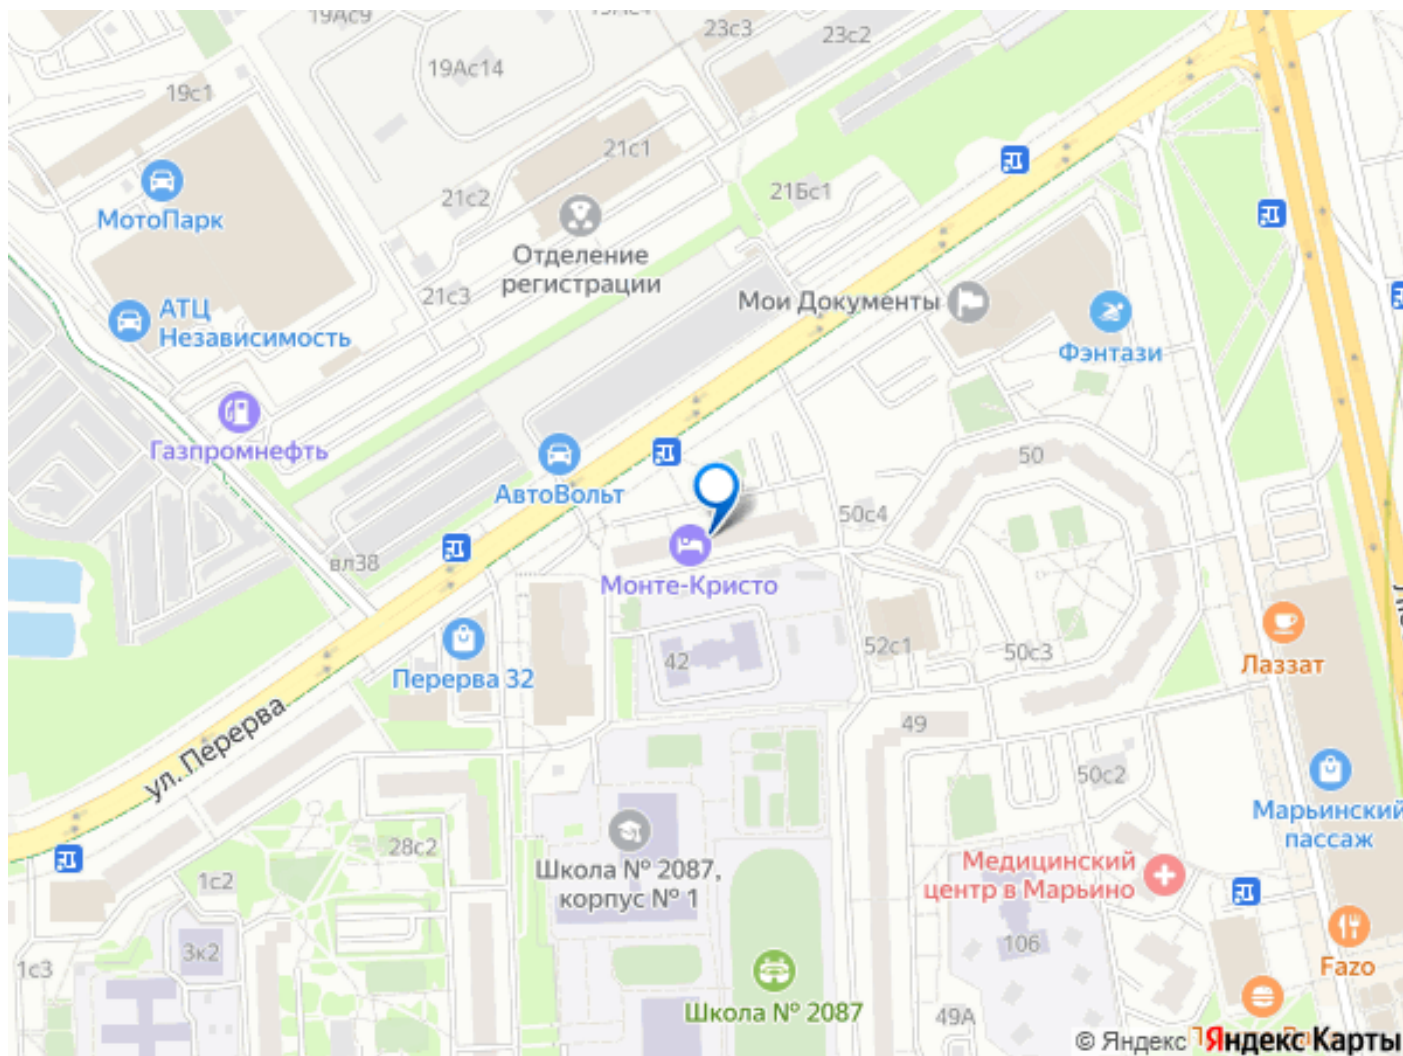 19Ас9
23с3
23с2
19Ас14
19с1
21с1
21с2
21Бс1
МотоПарк
Отделение
регистрации
21с3
Мои Документы
АТЦ
Независимость
Фэнтази
Газпромнефть
50
АвтоВольт
50с4
вл38
Монте-Кристо
Лаззат
52с1
50с3
42
Перерва 32
ул. Перерва
49
50с2
Марьинский
пассаж
28с2
Школа № 2087,
корпус № 1
Медицинский
центр в Марьино
1с2
3к2
106
1с3
Fazo
Школа № 2087
49А
© Яндекс Яндекс Карты